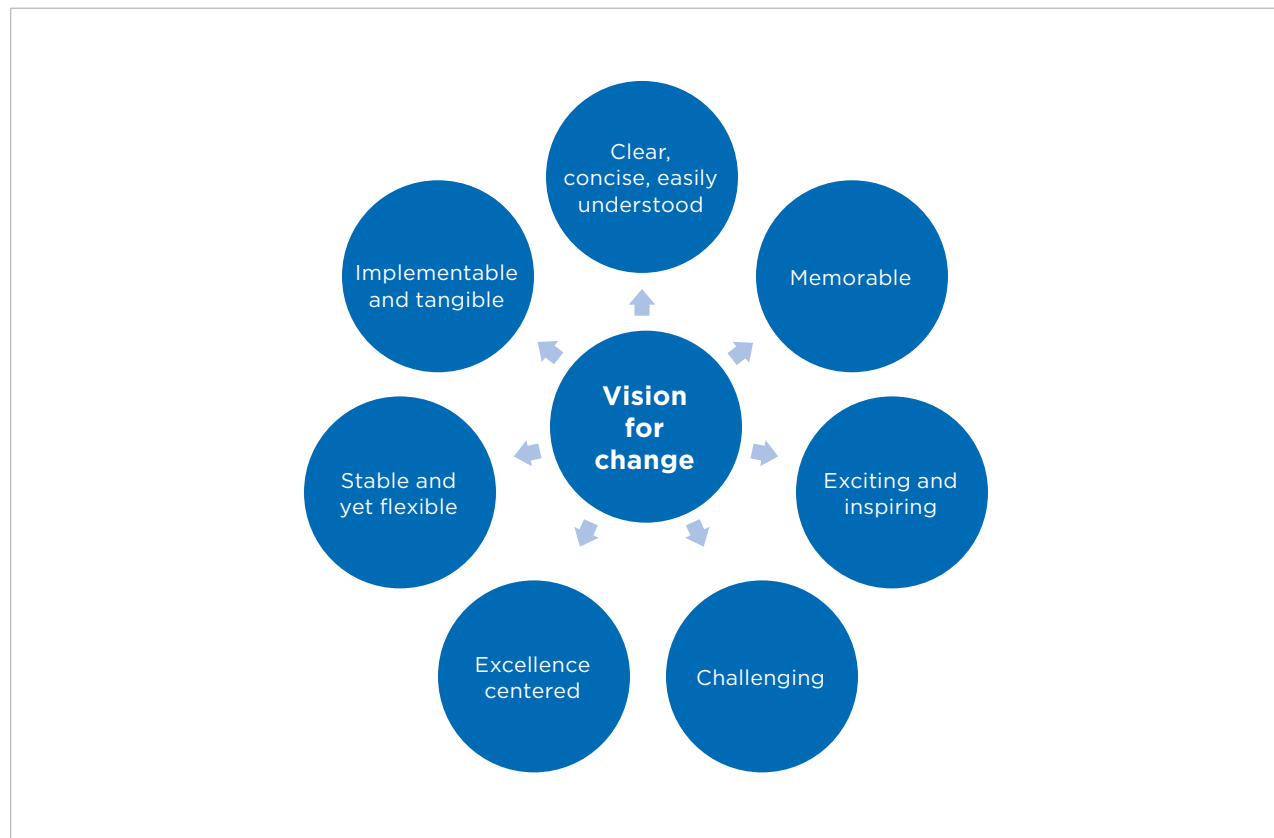 Clear,
concise, easily
understood
Memorable
Exciting and
inspiring
Challenging
Excellence
centered
Stable and
yet flexible
Implementable
and tangible
Vision
for
change